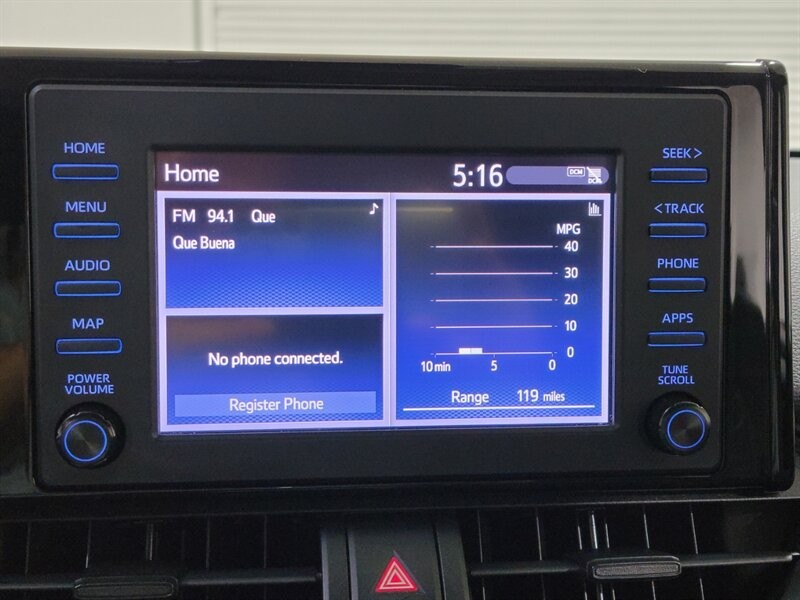 HOME
MENU
AUDIO
MAP
POWER
VOLUME
Home
5:16
DCM
DCM
FM 94.1 Que
Que Buena
No phone connected.
Register Phone
MPG
40
30
20
10
0
10 min 5 0
Range 119 miles
SEEK >
< TRACK
PHONE
APPS
TUNE
SCROLL